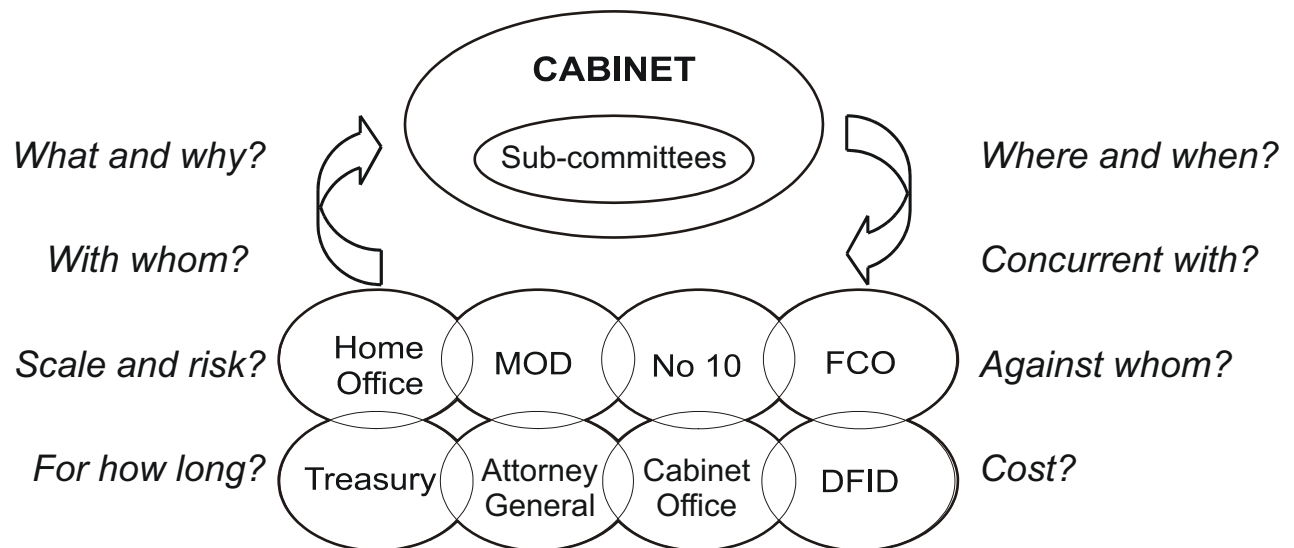 CABINET
Sub-committees
What and why?
Where and when?
With whom?
Concurrent with?
Scale and risk?
Home
Office
MOD
No 10
FCO
Against whom?
For how long?
Treasury
Attorney
General
Cabinet
Office
DFID
Cost?